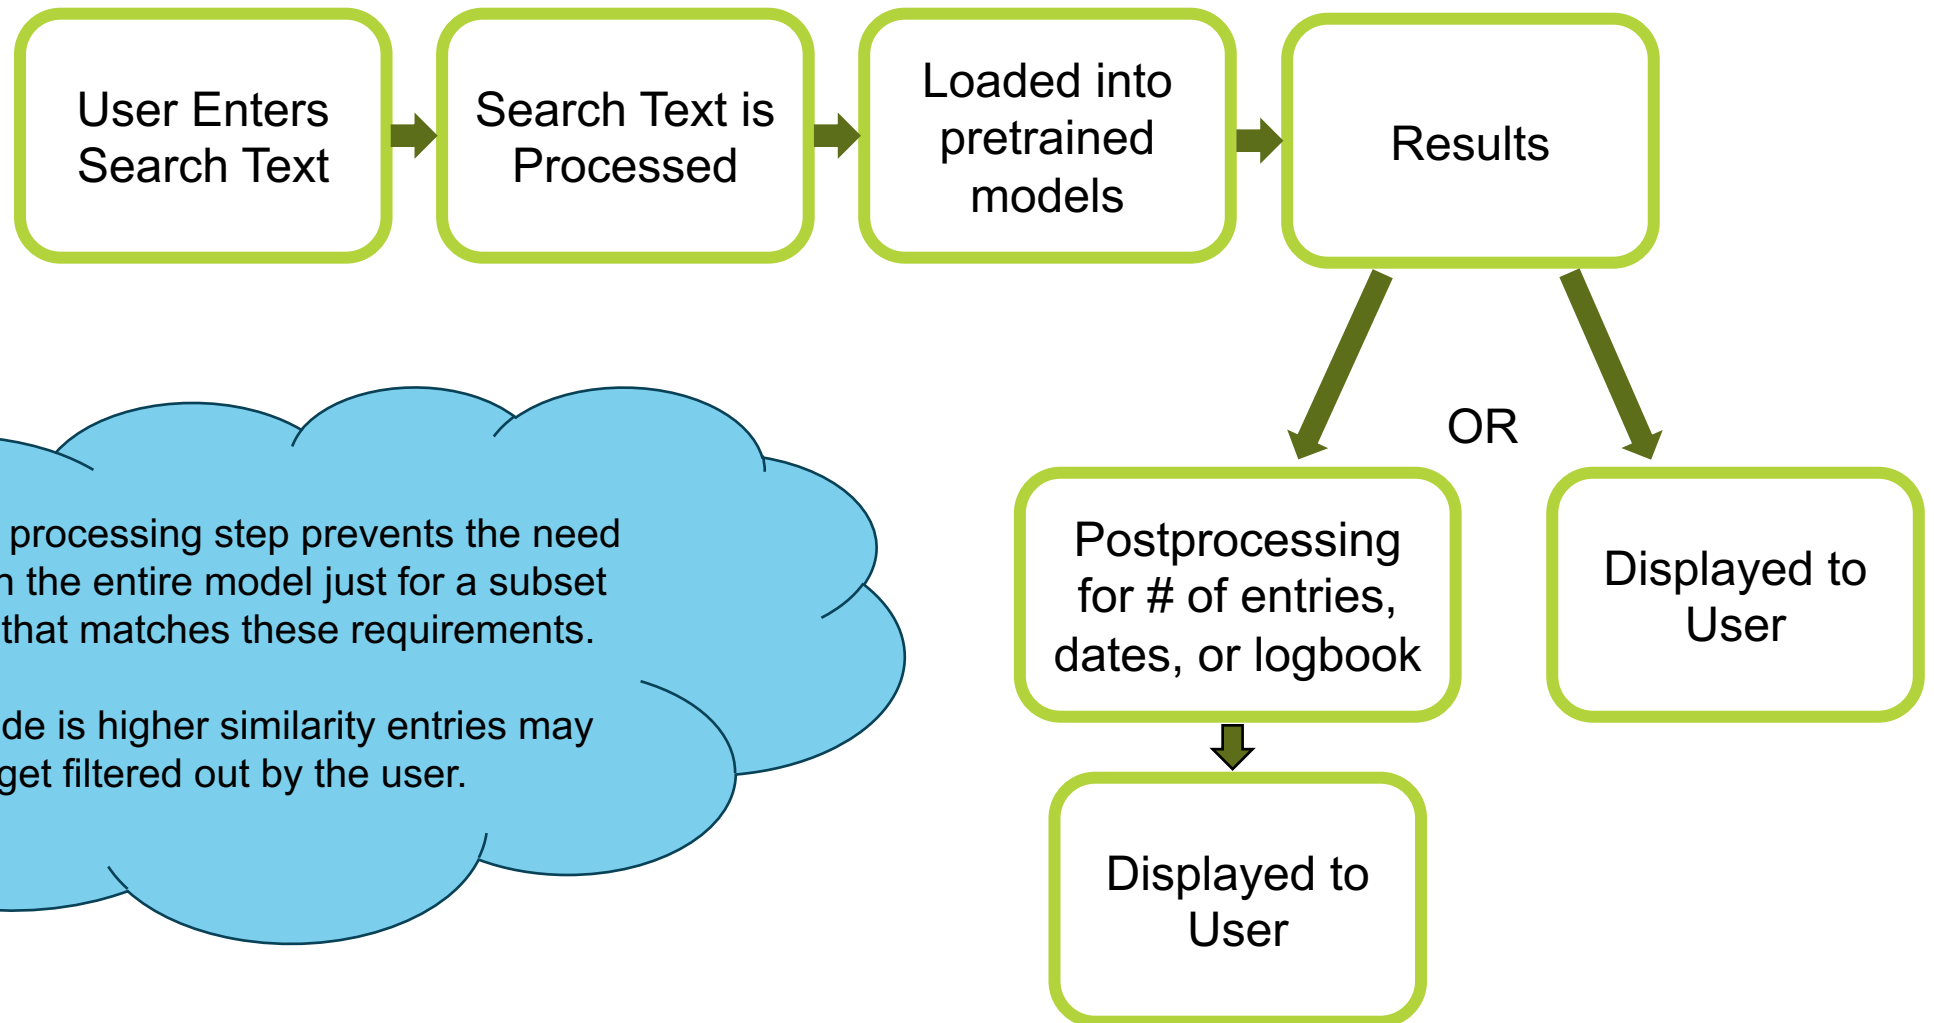 User Enters
Search Text
Search Text is
Processed
Loaded into
pretrained
models
Results
OR
processing step prevents the need
the entire model just for a subset
that matches these requirements.
is higher similarity entries may
get filtered out by the user.
Postprocessing
for # of entries,
dates, or logbook
Displayed to
User
Displayed to
User